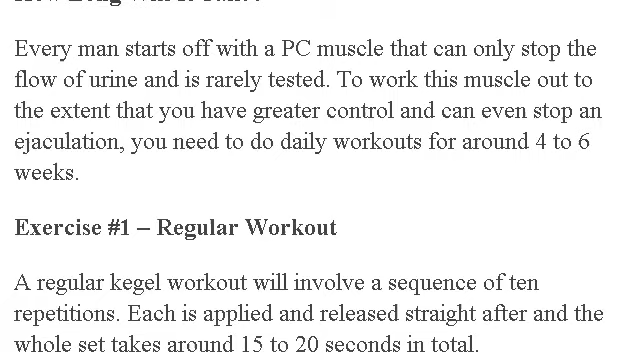 Every man starts off with a PC muscle that can only stop the
flow of urine and is rarely tested. To work this muscle out to
the extent that you have greater control and can even stop an
ejaculation, you need to do daily workouts for around 4 to 6
weeks.
Exercise #1 – Regular Workout
A regular kegel workout will involve a sequence of ten
repetitions. Each is applied and released straight after and the
whole set takes around 15 to 20 seconds in total.